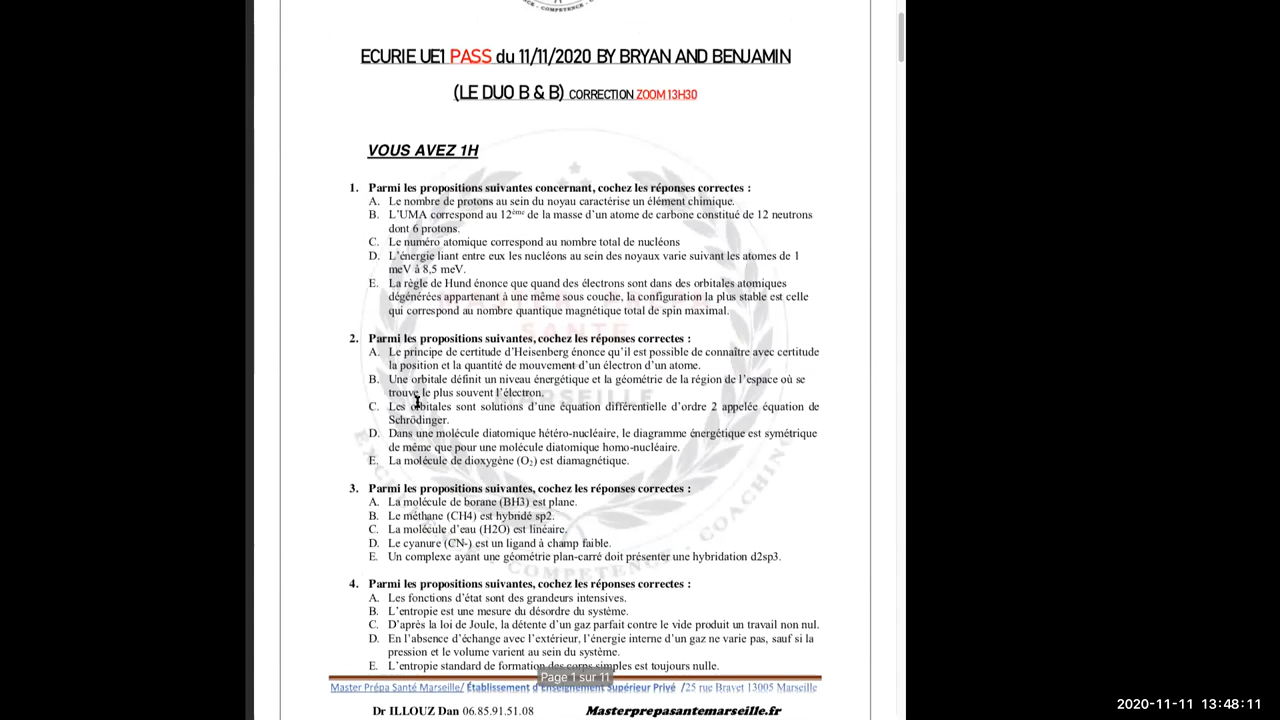 - COMPETENCE -
ECURIE UE1 PASS du 11/11/2020 BY BRYAN AND BENJAMIN
(LE DUO B & B) CORRECTION ZOOM 13H30
VOUS AVEZ 1H
1. Parmi les propositions suivantes concernant, cochez les réponses correctes :
A. Le nombre de protons au sein du noyau caractérise un élément chimique.
B. L'UMA correspond au 12ème de la masse d'un atome de carbone constitué de 12 neutrons
dont 6 protons.
C. Le numéro atomique correspond au nombre total de nucléons
D. L'énergie liant entre eux les nucléons au sein des noyaux varie suivant les atomes de 1
meV à 8,5 meV.
E. La règle de Hund énonce que quand des électrons sont dans des orbitales atomiques
dégénérées appartenant à une même sous couche, la configuration la plus stable est celle
qui correspond au nombre quantique magnétique total de spin maximal.
SANTE
2. Parmi les propositions suivantes, cochez les réponses correctes :
A. Le principe de certitude d'Heisenberg énonce qu'il est possible de connaître avec certitude
la position et la quantité de mouvement d'un électron d'un atome.
B. Une orbitale définit un niveau énergétique et la géométrie de la région de l'espace où se
trouve le plus souvent l'électron.
MARSEILLE
C. Les orbitales sont solutions d'une équation différentielle d'ordre 2 appelée équation de
Schrödinger.
D. Dans une molécule diatomique hétéro-nucléaire, le diagramme énergétique est symétrique
de même que pour une molécule diatomique homo-nucléaire.
E. La molécule de dioxygène (O2) est diamagnétique.
3. Parmi les propositions suivantes, cochez les réponses correctes :
A. La molécule de borane (BH3) est plane.
B. Le méthane (CH4) est hybridé sp2.
C. La molécule d'eau (H2O) est linéaire.
D. Le cyanure (CN-) est un ligand à champ faible.
E. Un complexe ayant une géométrie plan-carré doit présenter une hybridation d2sp3.
COMPETENCE - COACHING
4. Parmi les propositions suivantes, cochez les réponses correctes :
A. Les fonctions d'état sont des grandeurs intensives.
B. L'entropie est une mesure du désordre du système.
C. D'après la loi de Joule, la détente d'un gaz parfait contre le vide produit un travail non nul.
D. En l'absence d'échange avec l'extérieur, l'énergie interne d'un gaz ne varie pas, sauf si la
pression et le volume varient au sein du système.
E. L'entropie standard de formation des corps simples est toujours nulle.
Page 1 sur 11
Master Prépa Santé Marseille/ Établissement d'Enseignement Supérieur Privé /25 rue Bravet 13005 Marseille
Dr ILLOUZ Dan 06.85.91.51.08 Masterprepasantemarseille.fr
2020-11-11 13:48:11